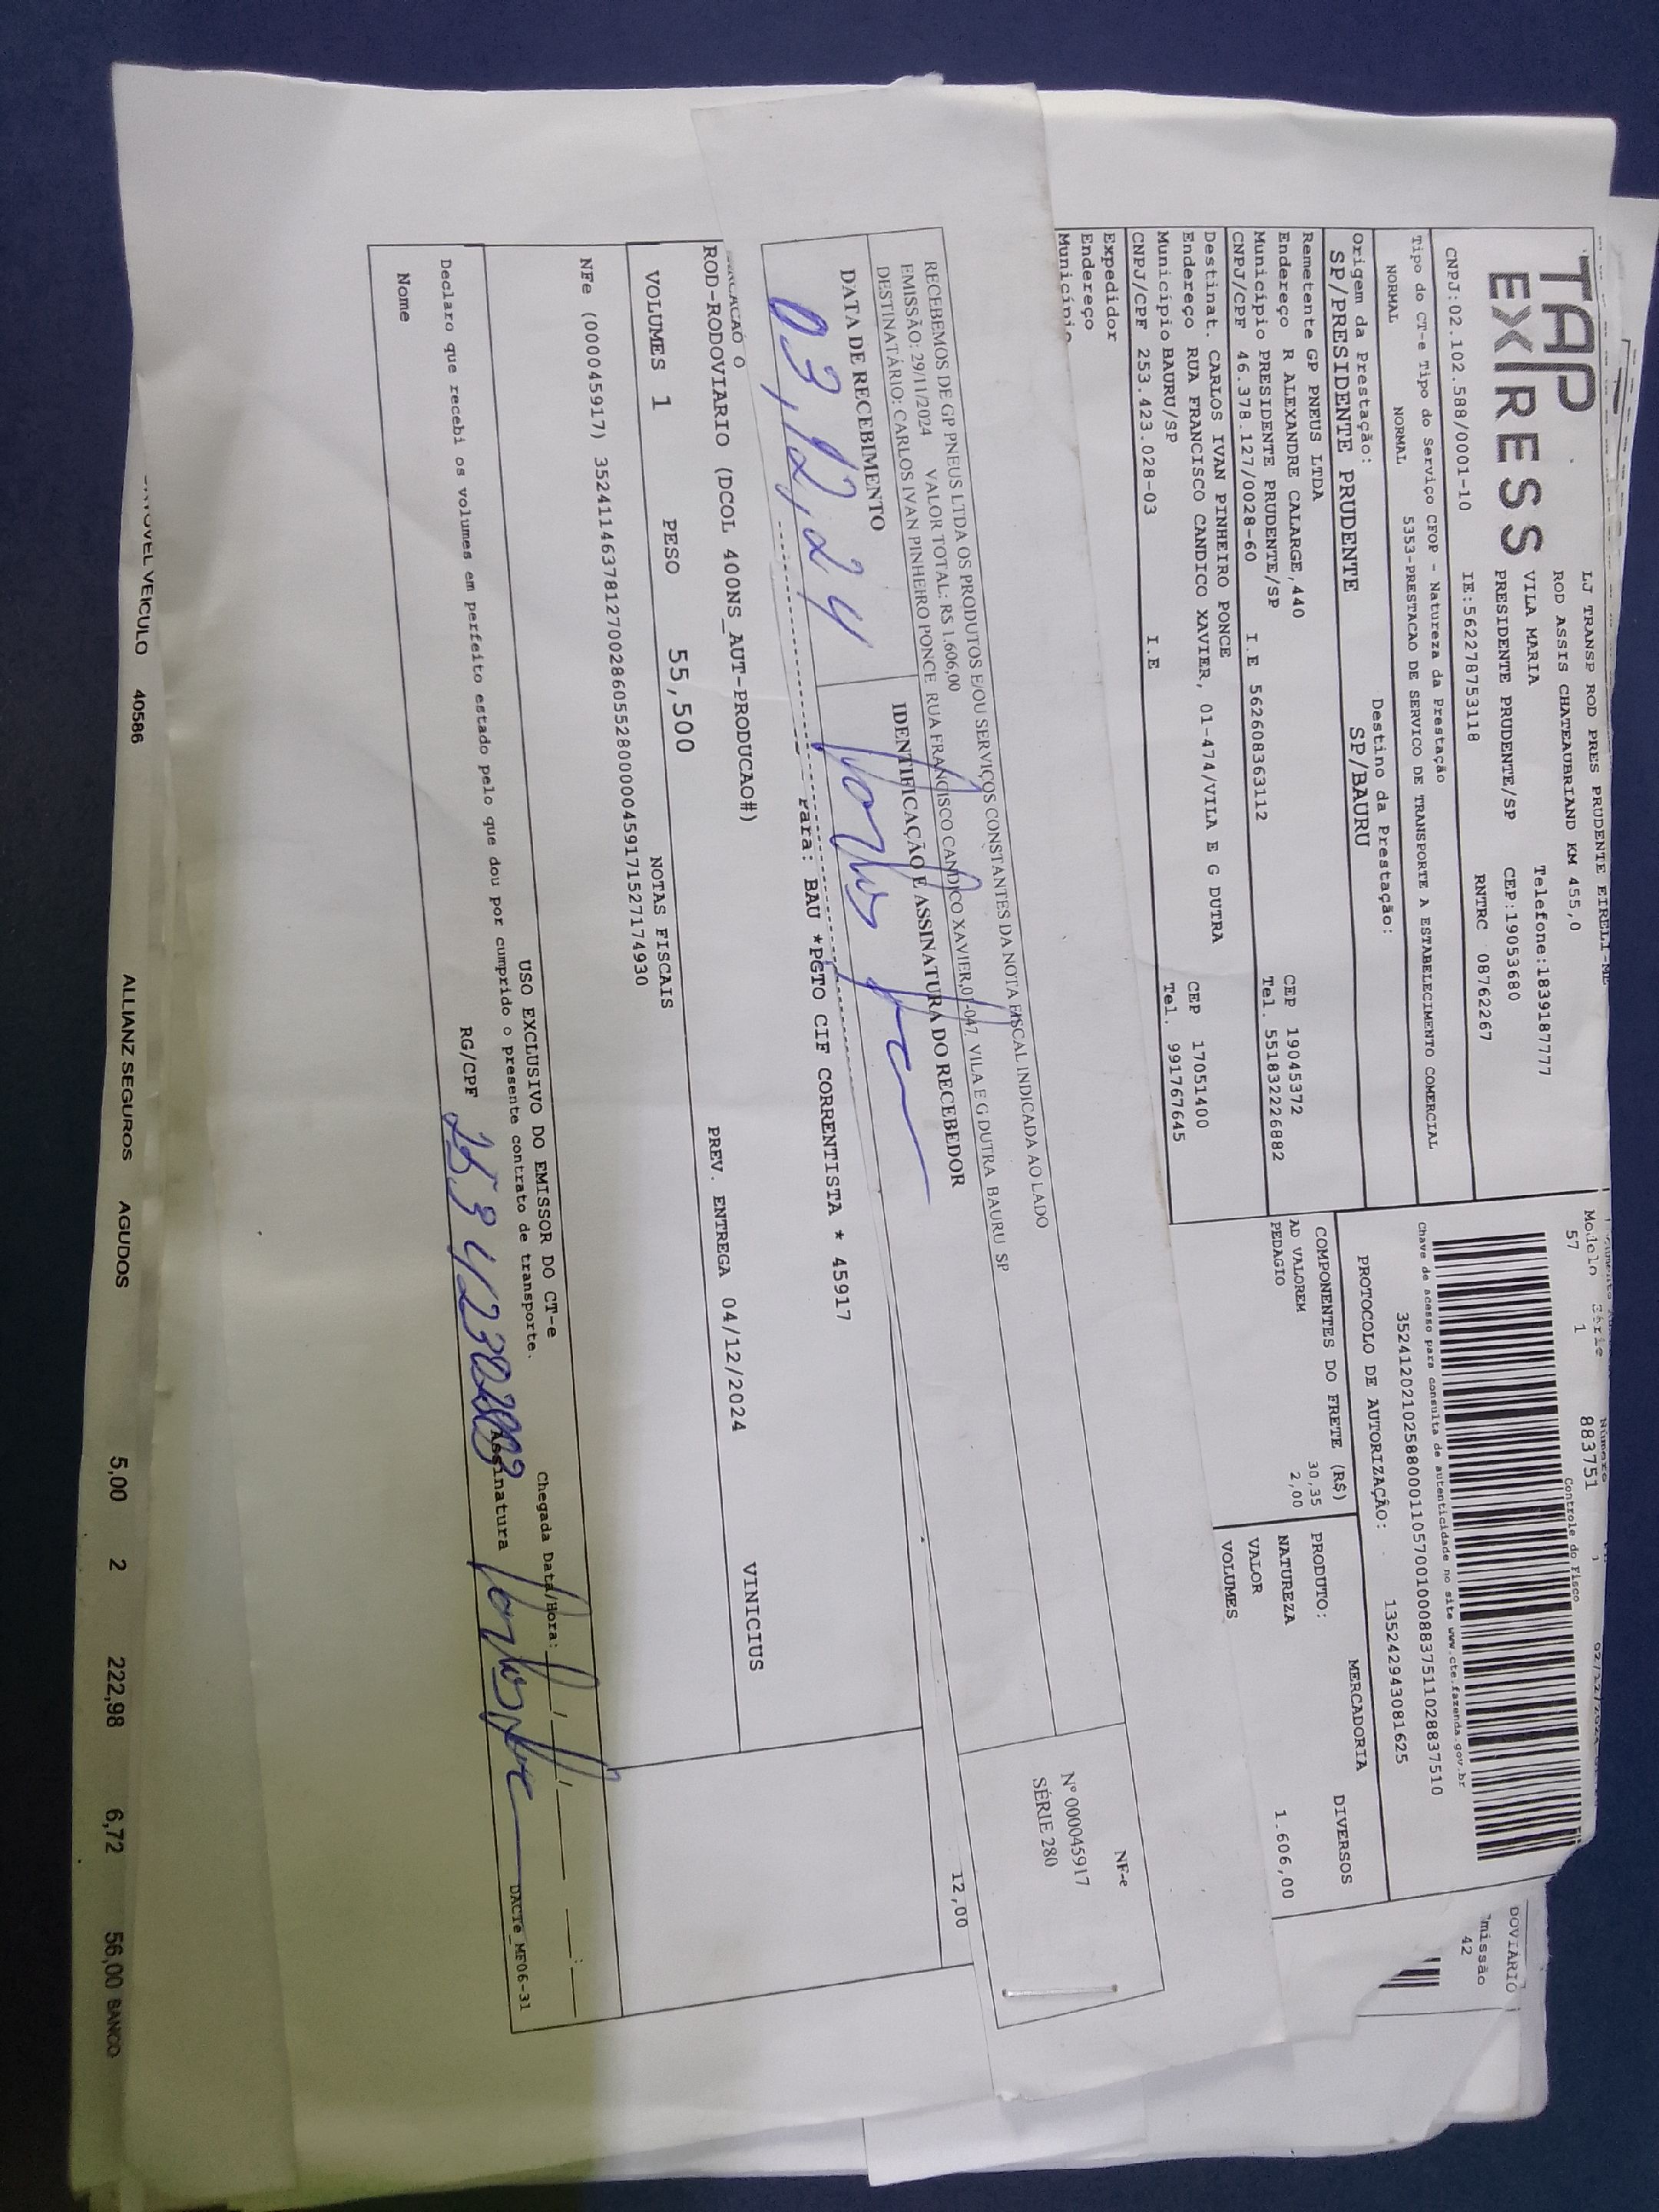 TAP
EXPRESS
LJ TRANSP ROD PRES PRUDENTE EIRELI-ME
ROD ASSIS CHATEAUBRIAND KM 455,0
VILA MARIA Telefone:1839187777
PRESIDENTE PRUDENTE/SP CEP:19053680
CNPJ:02.102.588/0001-10 IE:562278753118 RNTRC 08762267
Tipo do CT-e Tipo do Serviço CFOP - Natureza da Prestação
NORMAL NORMAL 5353-PRESTACAO DE SERVICO DE TRANSPORTE A ESTABELECIMENTO COMERCIAL
Origem da Prestação: Destino da Prestação:
SP/PRESIDENTE PRUDENTE SP/BAURU
Remetente GP PNEUS LTDA
Endereço R ALEXANDRE CALARGE,440 CEP 19045372
Município PRESIDENTE PRUDENTE/SP Tel. 551832226882
CNPJ/CPF 46.378.127/0028-60 I.E 562608363112
Destinat. CARLOS IVAN PINHEIRO PONCE
Endereço RUA FRANCISCO CANDICO XAVIER, 01-474/VILA E G DUTRA CEP 17051400
Município BAURU/SP Tel. 991767645
CNPJ/CPF 253.423.028-03 I.E
Expedidor
Endereço
Município
Modelo Série Número
57 1 883751
Controle do Fisco
Chave de acesso para consulta de autenticidade no site www.cte.fazenda.gov.br
35241202102588000110570010008837511028837510
PROTOCOLO DE AUTORIZAÇÃO: 135242943081625
COMPONENTES DO FRETE (R$)
AD VALOREM 30,35
PEDAGIO 2,00
MERCADORIA
PRODUTO: DIVERSOS
NATUREZA
VALOR 1.606,00
VOLUMES
DOVIARIO
missão
42
RECEBEMOS DE GP PNEUS LTDA OS PRODUTOS E/OU SERVIÇOS CONSTANTES DA NOTA FISCAL INDICADA AO LADO
EMISSÃO: 29/11/2024 VALOR TOTAL: R$ 1.606,00
DESTINATÁRIO: CARLOS IVAN PINHEIRO PONCE RUA FRANCISCO CANDICO XAVIER,01-047, VILA E G DUTRA BAURU SP
DATA DE RECEBIMENTO IDENTIFICAÇÃO E ASSINATURA DO RECEBEDOR
03,12,24
NF-e
Nº 000045917
SÉRIE 280
12,00
Para: BAU *PGTO CIF CORRENTISTA * 45917
ROD-RODOVIARIO (DCOL 400NS_AUT-PRODUCAO#) PREV. ENTREGA 04/12/2024 VINICIUS
VOLUMES 1 PESO 55,500 NOTAS FISCAIS
NFe (000045917) 35241146378127002860552800000459171527174930
USO EXCLUSIVO DO EMISSOR DO CT-e
Declaro que recebi os volumes em perfeito estado pelo que dou por cumprido o presente contrato de transporte.
Chegada Data/Hora:
Nome RG/CPF 25342302803 Assinatura
DACTe_MF06-31
VEICULO 40586 ALLIANZ SEGUROS AGUDOS 5,00 2 222,98 6,72 56,00 BANCO